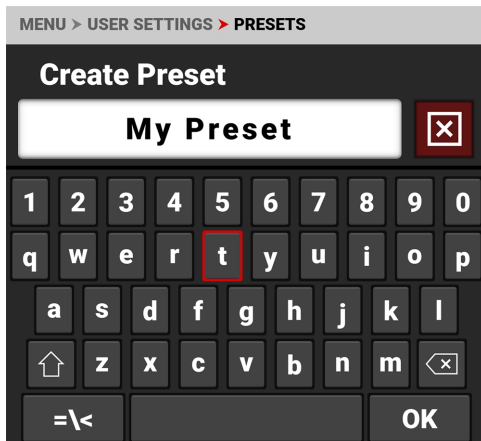 MENU ➤ USER SETTINGS ➤ PRESETS
Create Preset
My Preset
1 2 3 4 5 6 7 8 9 0
q w e r t y u i o p
a s d f g h j k l
z x c v b n m
=\< OK